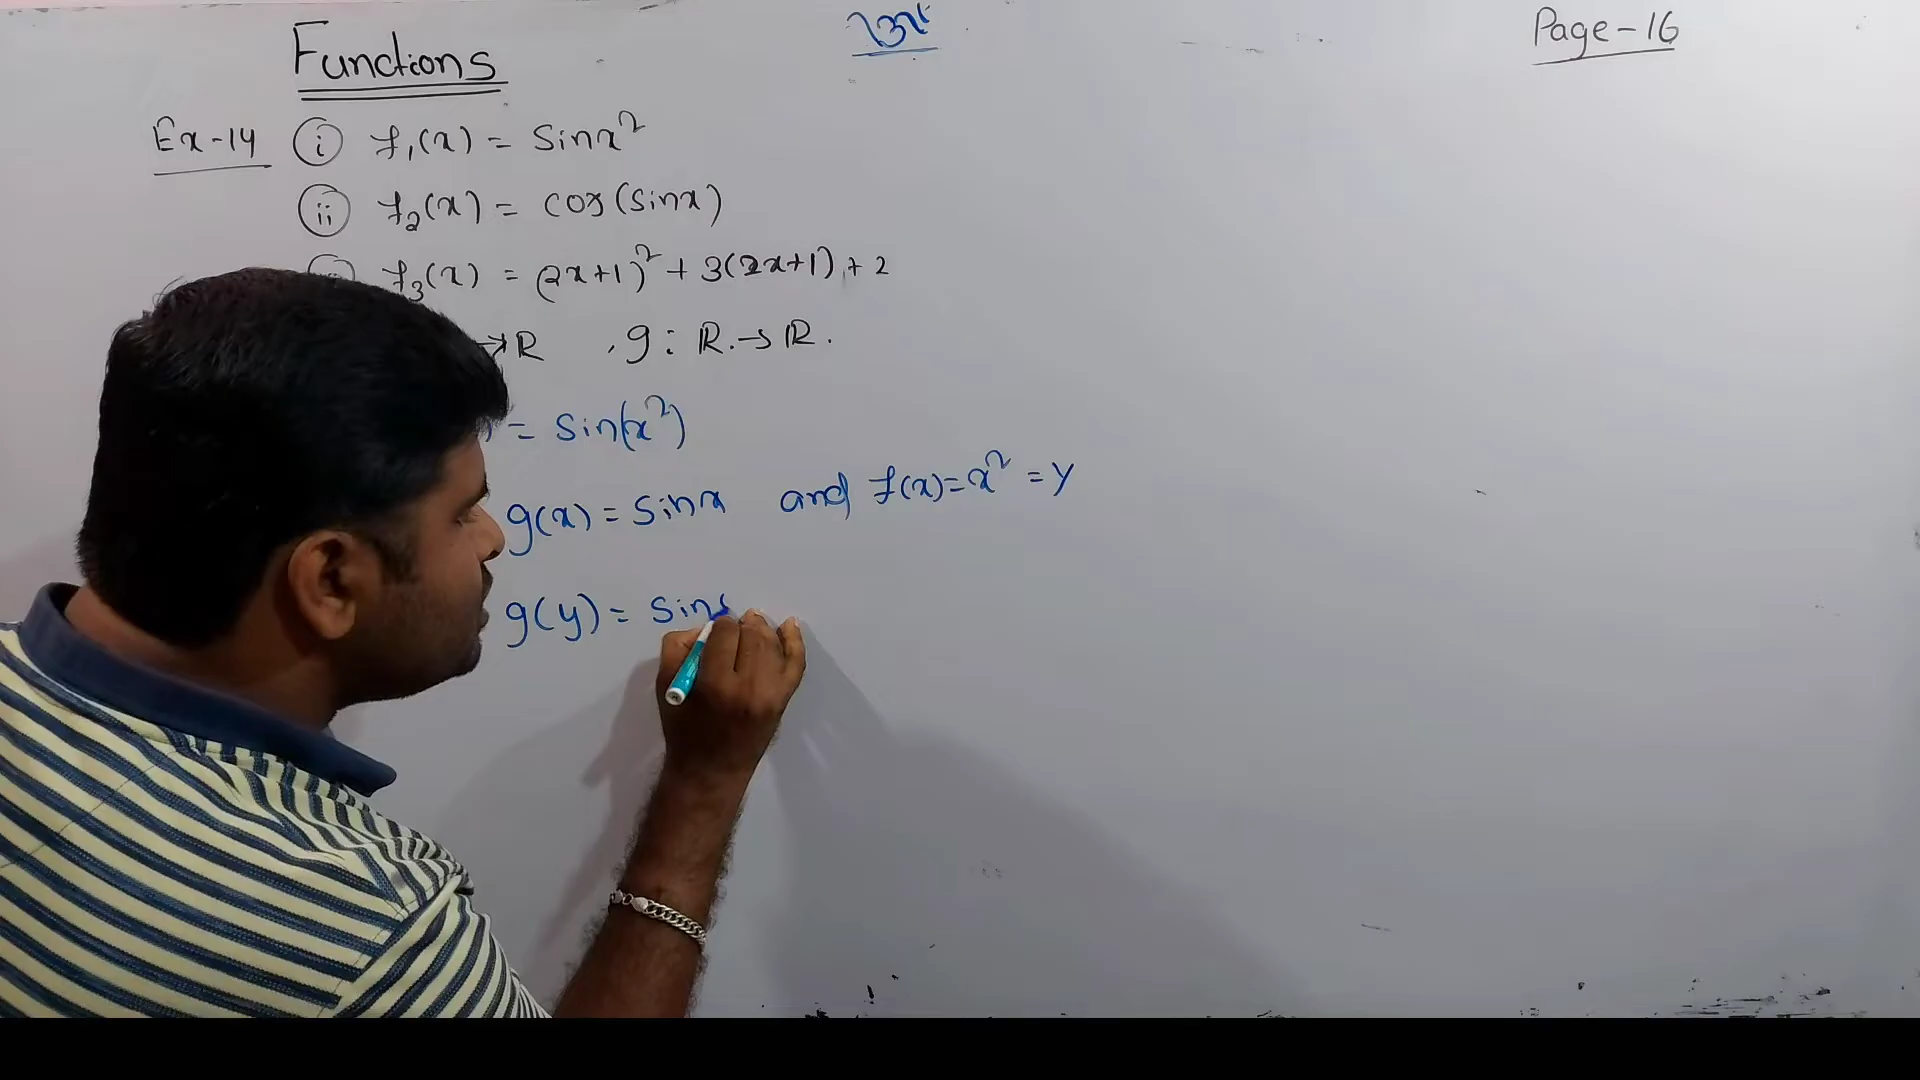 Functions
Page-16
Ex-14 (i) f₁(x) = Sinx²
(ii) f₂(x) = cos(sinx)
f₃(x) = (2x+1)² + 3(2x+1) + 2
→R , g : R → R.
) = sin(x²)
g(x) = sinx and f(x) = x² = y
g(y) = sin